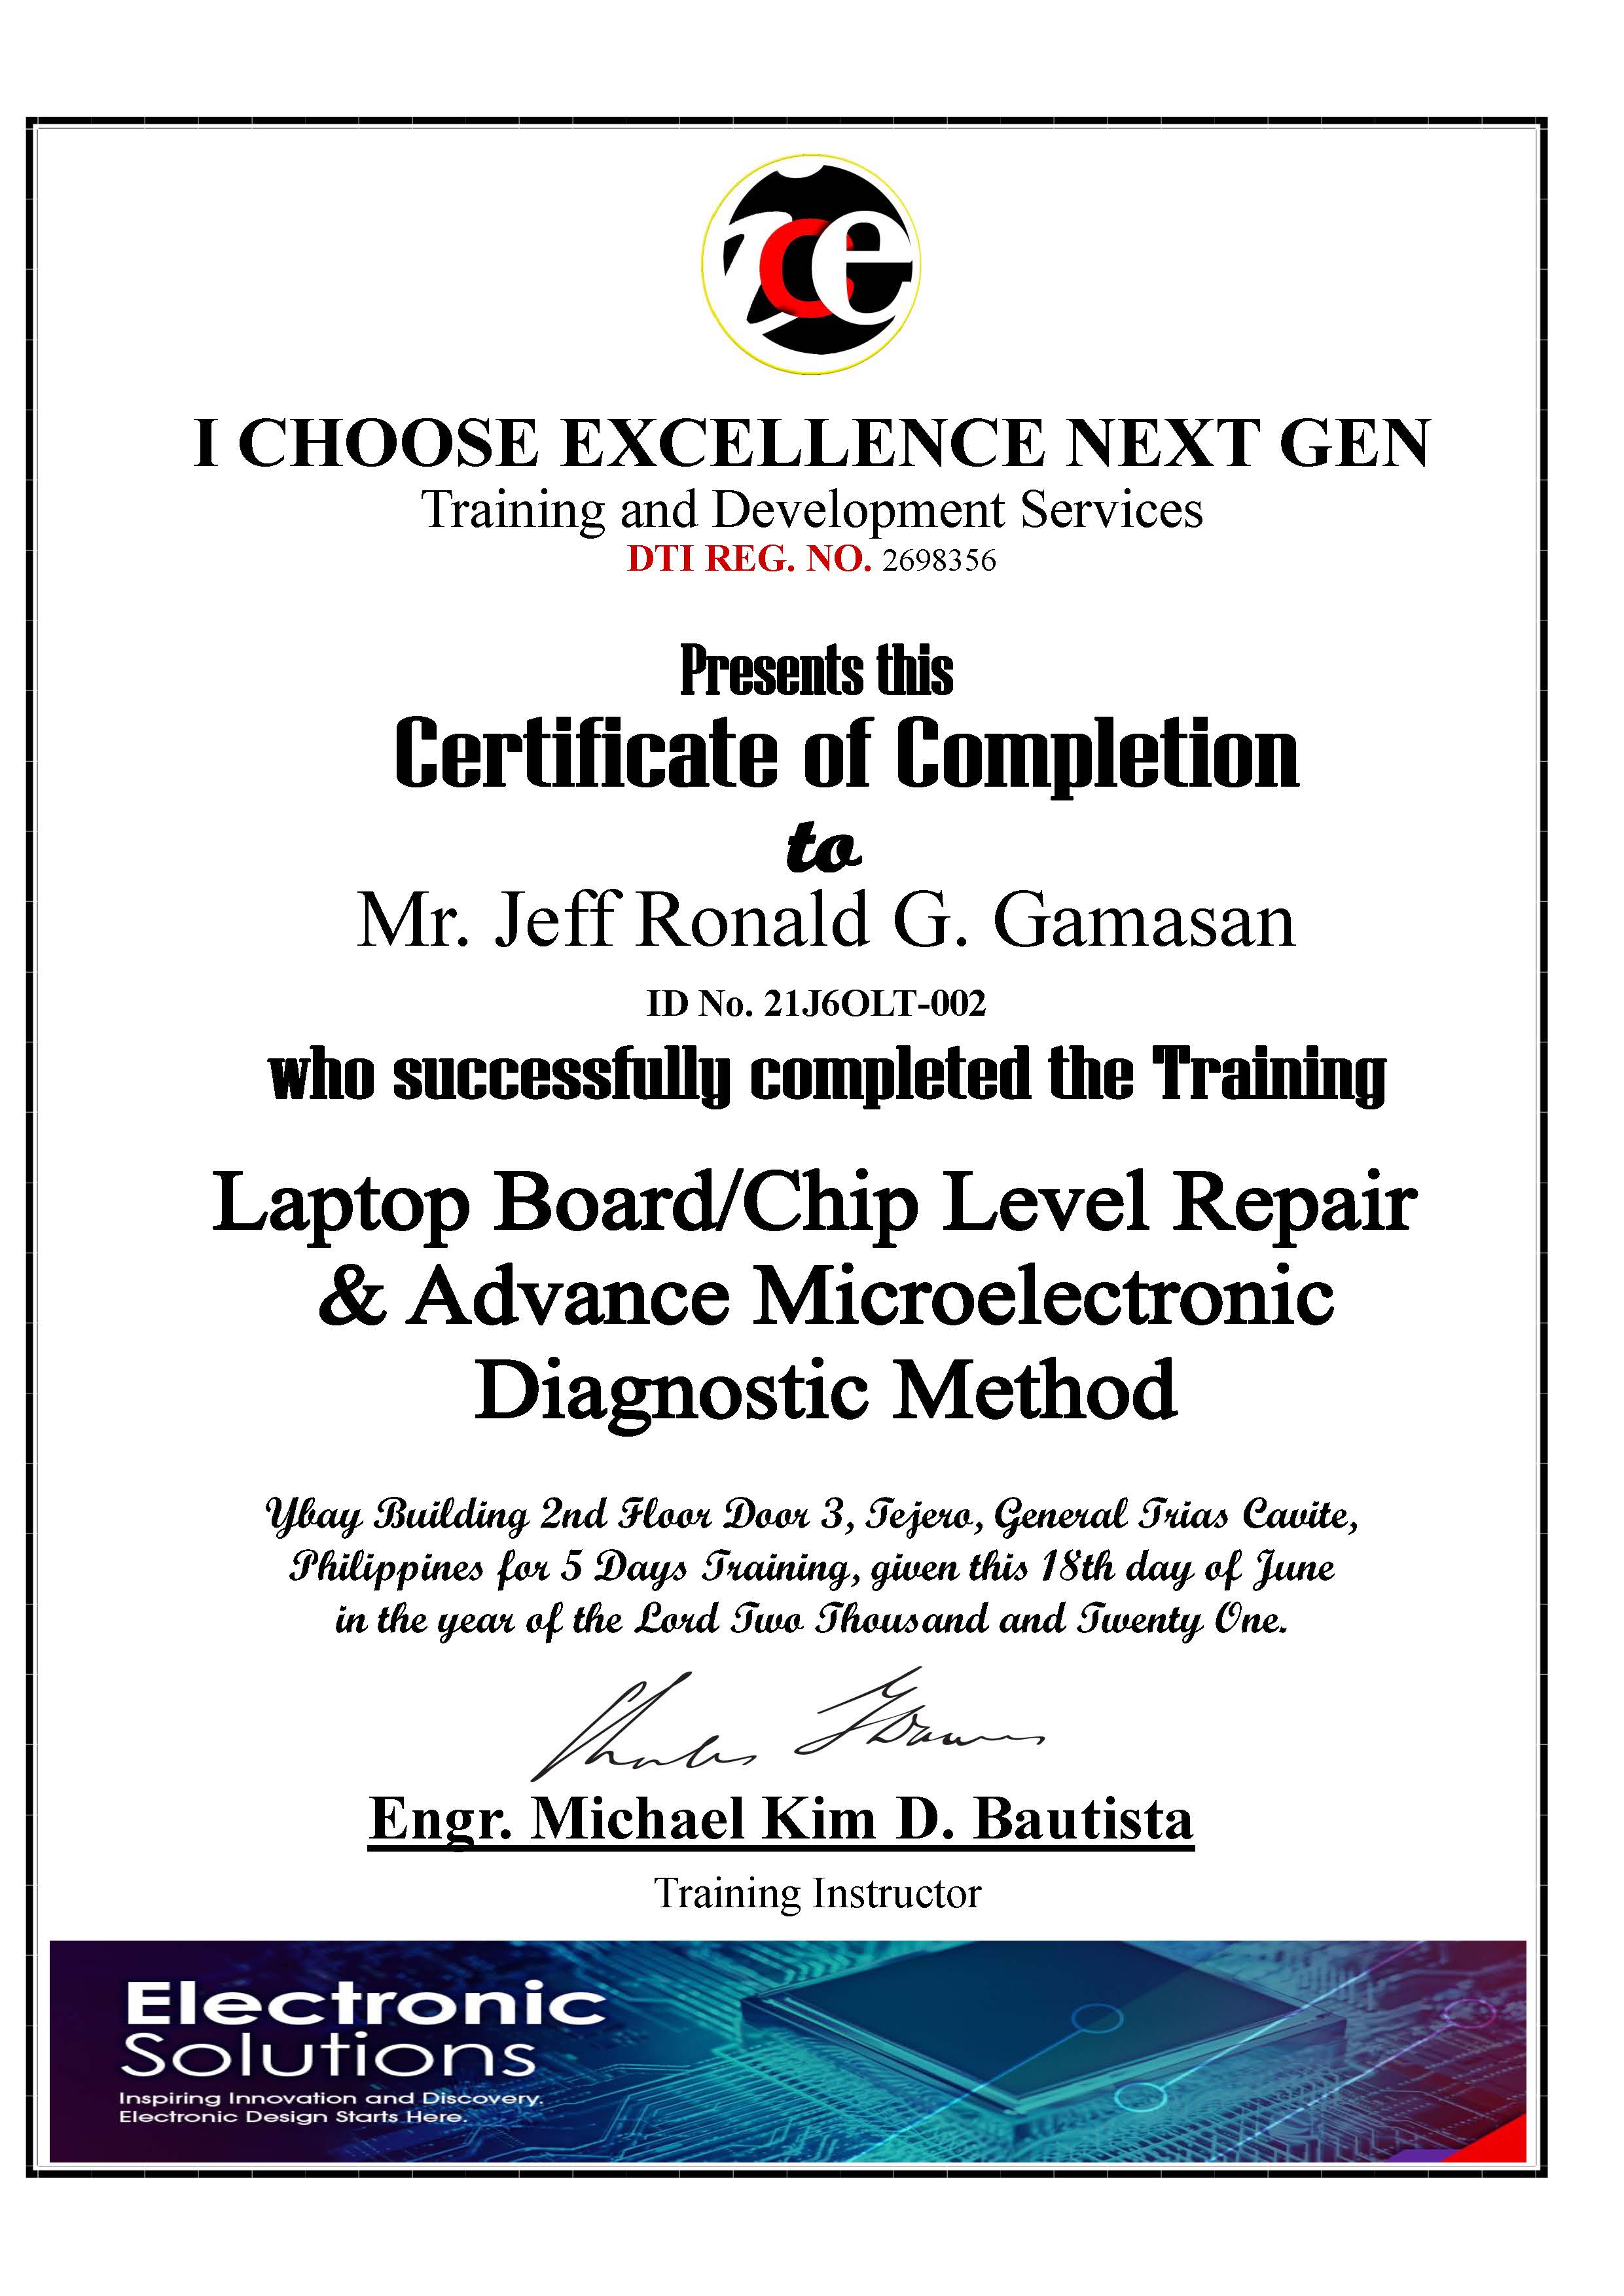 ice
I CHOOSE EXCELLENCE NEXT GEN
Training and Development Services
DTI REG. NO. 2698356
Presents this
Certificate of Completion
to
Mr. Jeff Ronald G. Gamasan
ID No. 21J6OLT-002
who successfully completed the Training
Laptop Board/Chip Level Repair
& Advance Microelectronic
Diagnostic Method
Ybay Building 2nd Floor Door 3, Tejero, General Trias Cavite,
Philippines for 5 Days Training, given this 18th day of June
in the year of the Lord Two Thousand and Twenty One.
Engr. Michael Kim D. Bautista
Training Instructor
Electronic
Solutions
Inspiring Innovation and Discovery.
Electronic Design Starts Here.